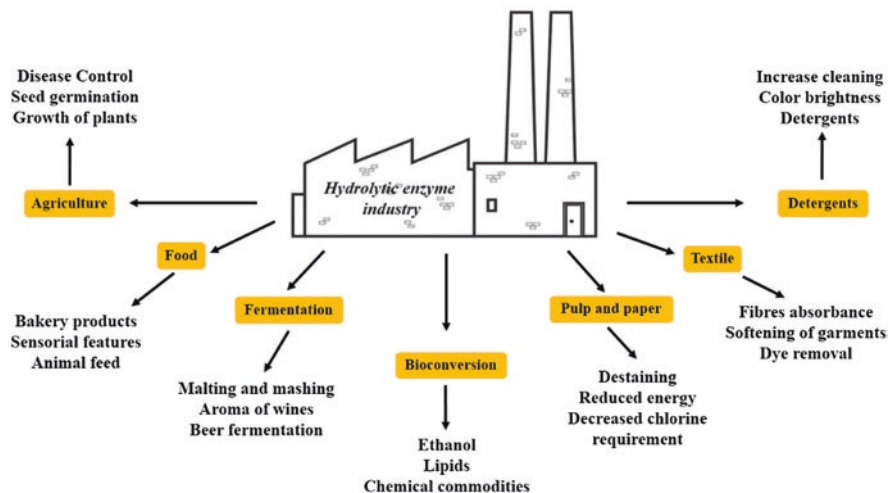 Disease Control
Seed germination
Growth of plants
Increase cleaning
Color brightness
Detergents
Hydrolytic enzyme
industry
Agriculture
Detergents
Food
Textile
Fermentation
Pulp and paper
Bakery products
Sensorial features
Animal feed
Fibres absorbance
Softening of garments
Dye removal
Bioconversion
Malting and mashing
Aroma of wines
Beer fermentation
Destaining
Reduced energy
Decreased chlorine
requirement
Ethanol
Lipids
Chemical commodities